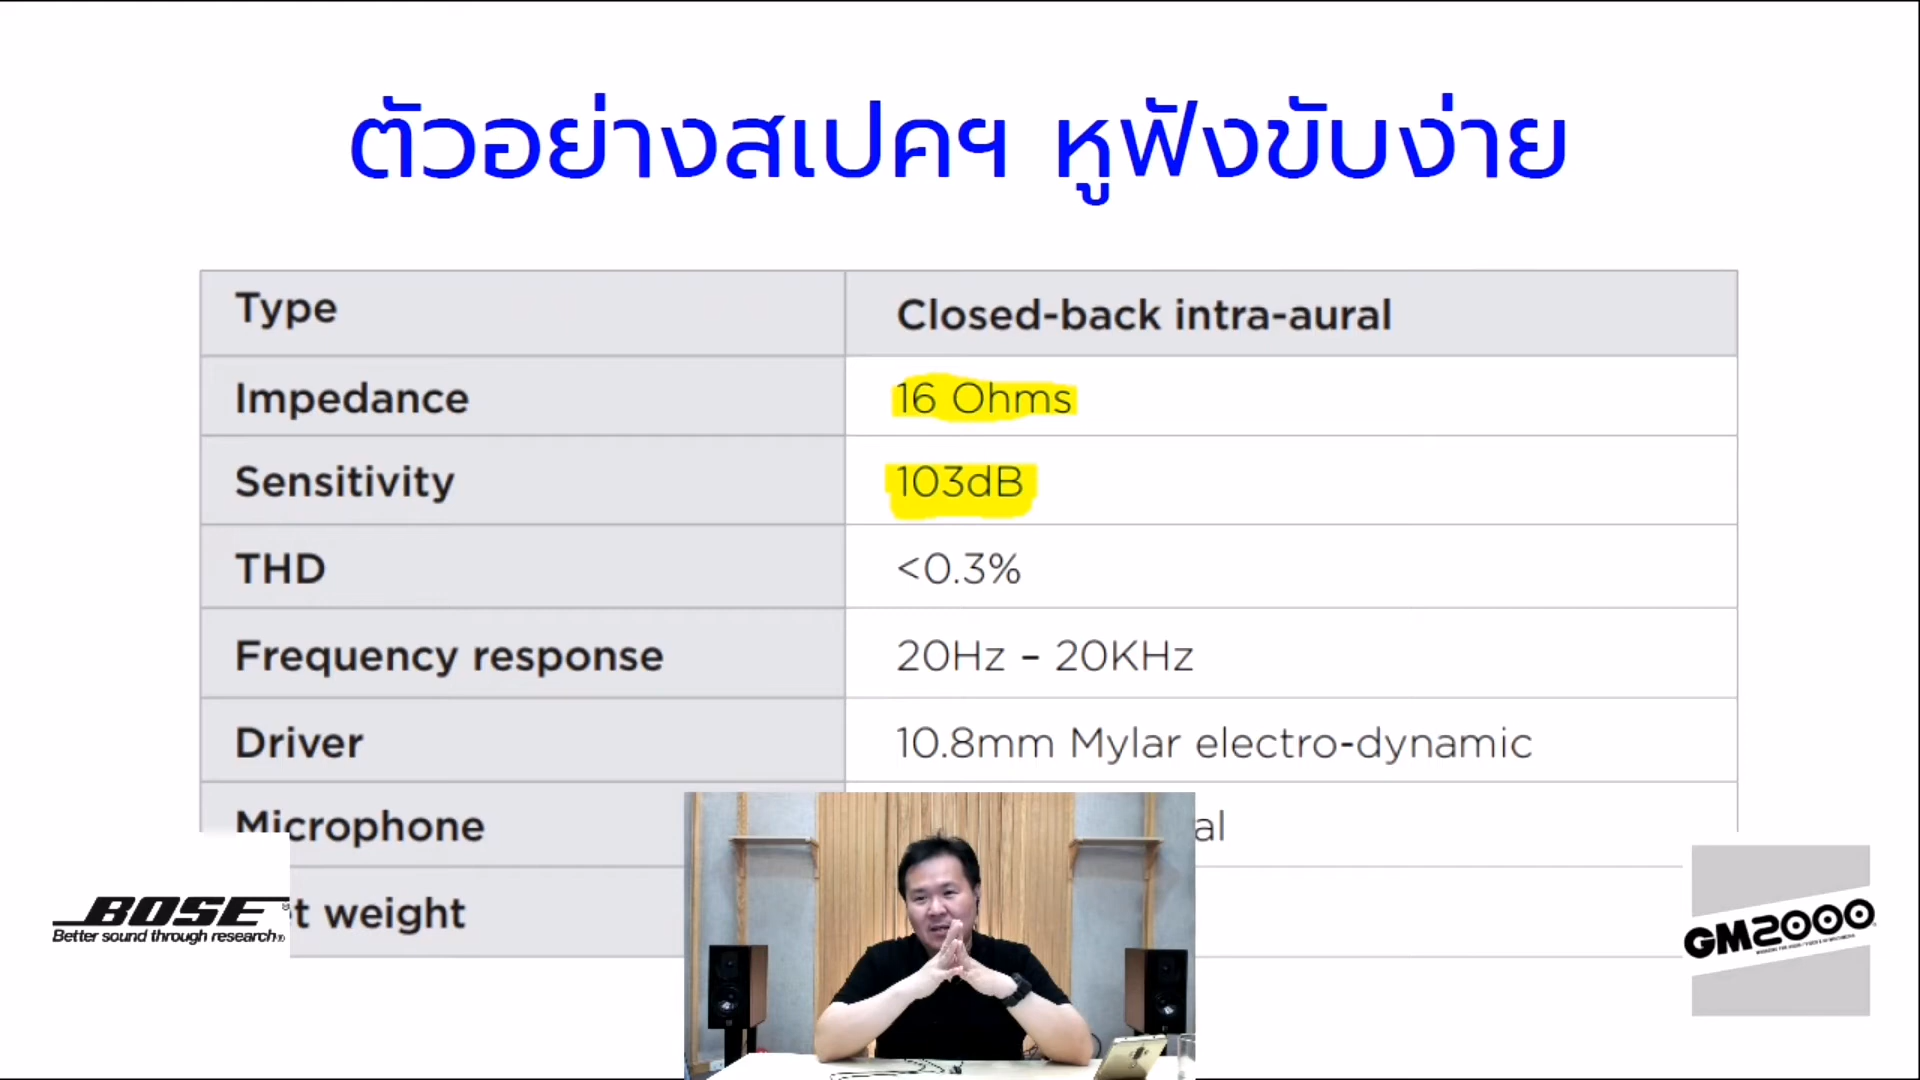 ตัวอย่างสเปคฯ หูฟังขับง่าย
Type Closed-back intra-aural
Impedance 16 Ohms
Sensitivity 103dB
THD <0.3%
Frequency response 20Hz – 20KHz
Driver 10.8mm Mylar electro-dynamic
Microphone al
t weight
BOSE
Better sound through research®
GM2000